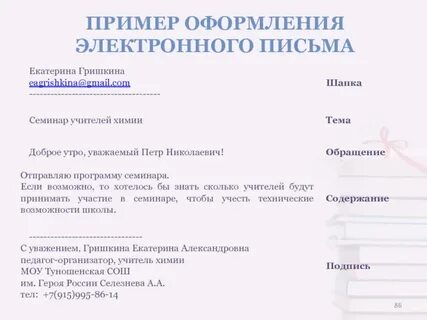 ПРИМЕР ОФОРМЛЕНИЯ
ЭЛЕКТРОННОГО ПИСЬМА
Екатерина Гришкина
eagrishkina@gmail.com
Шапка
-------------------------------------
Семинар учителей химии
Тема
Доброе утро, уважаемый Петр Николаевич!
Обращение
Отправляю программу семинара.
Если возможно, то хотелось бы знать сколько учителей будут
принимать участие в семинаре, чтобы учесть технические
возможности школы.
Содержание
--------------------------------
С уважением, Гришкина Екатерина Александровна
педагог-организатор, учитель химии
МОУ Туношенская СОШ
им. Героя России Селезнева А.А.
тел: +7(915)995-86-14
Подпись
86